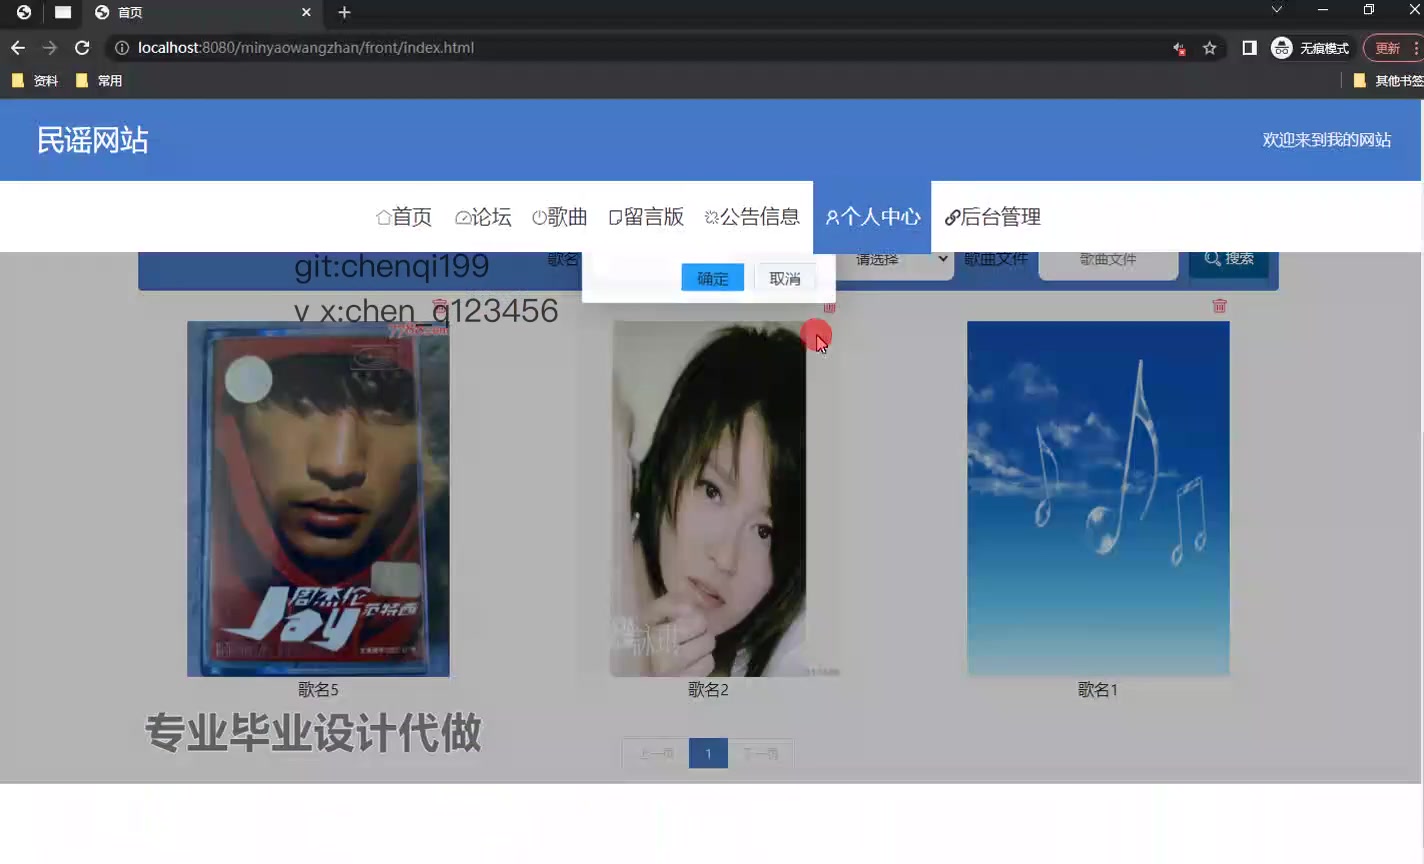 首页
localhost:8080/minyaowangzhan/front/index.html
无痕模式
更新
资料
常用
其他书签
民谣网站
欢迎来到我的网站
首页
论坛
歌曲
留言版
公告信息
个人中心
后台管理
git:chenqi199
歌名
请选择
歌曲文件
歌曲文件
搜索
确定
取消
v x:chen_q123456
周杰伦
范特西
Jay
歌名5
歌名2
歌名1
专业毕业设计代做
上一页
1
下一页